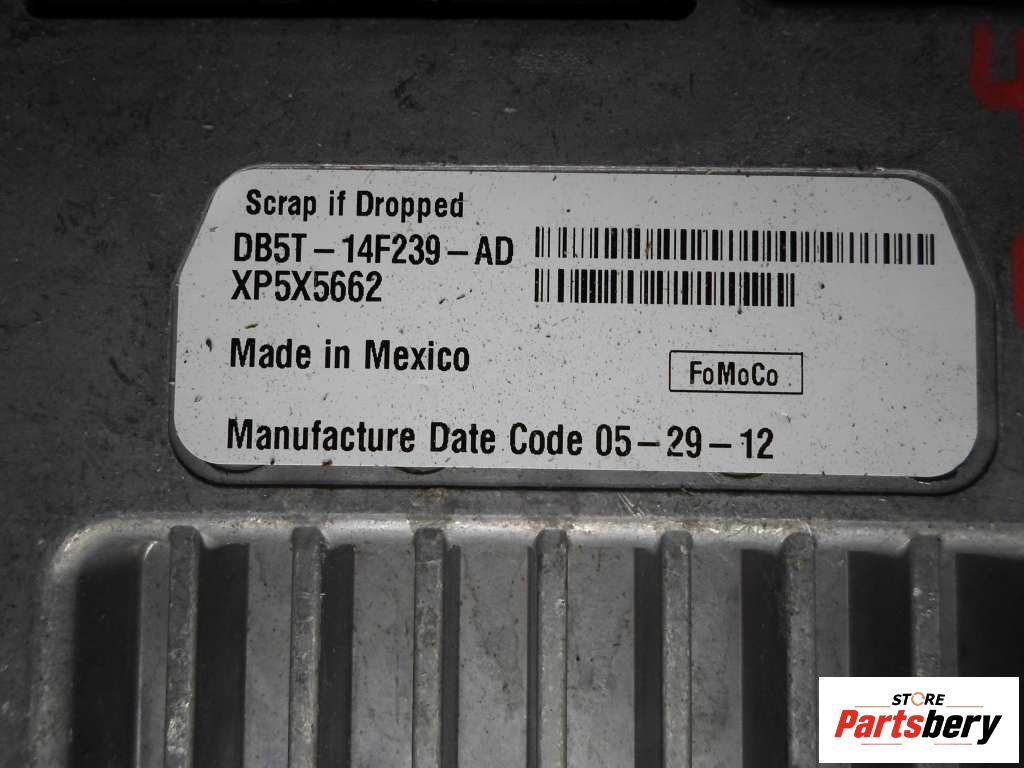 Scrap if Dropped
DB5T-14F239-AD
XP5X5662
Made in Mexico
FoMoCo
Manufacture Date Code 05-29-12
STORE
Partsbery